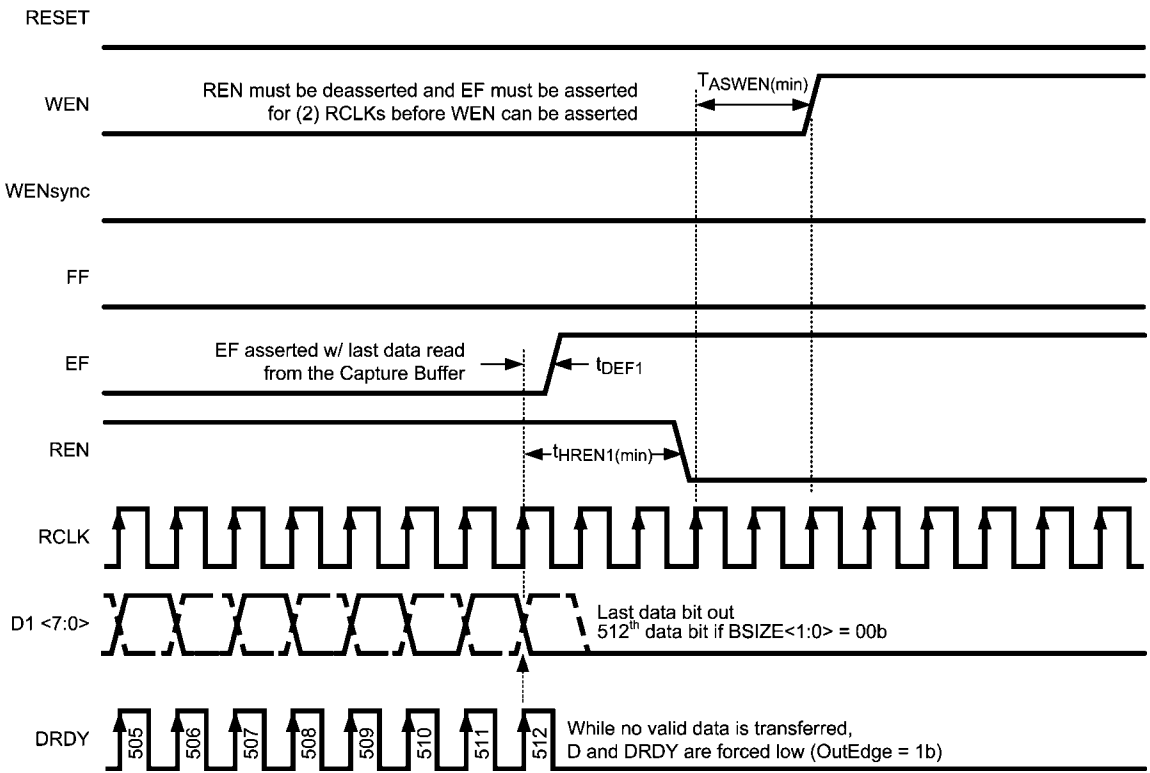 RESET
WEN
REN must be deasserted and EF must be asserted
for (2) RCLKs before WEN can be asserted
TASWEN(min)
WENsync
FF
EF
EF asserted w/ last data read
from the Capture Buffer
tDEF1
REN
tHREN1(min)
RCLK
D1 <7:0>
Last data bit out
512th data bit if BSIZE<1:0> = 00b
DRDY
505
506
507
508
509
510
511
512
While no valid data is transferred,
D and DRDY are forced low (OutEdge = 1b)